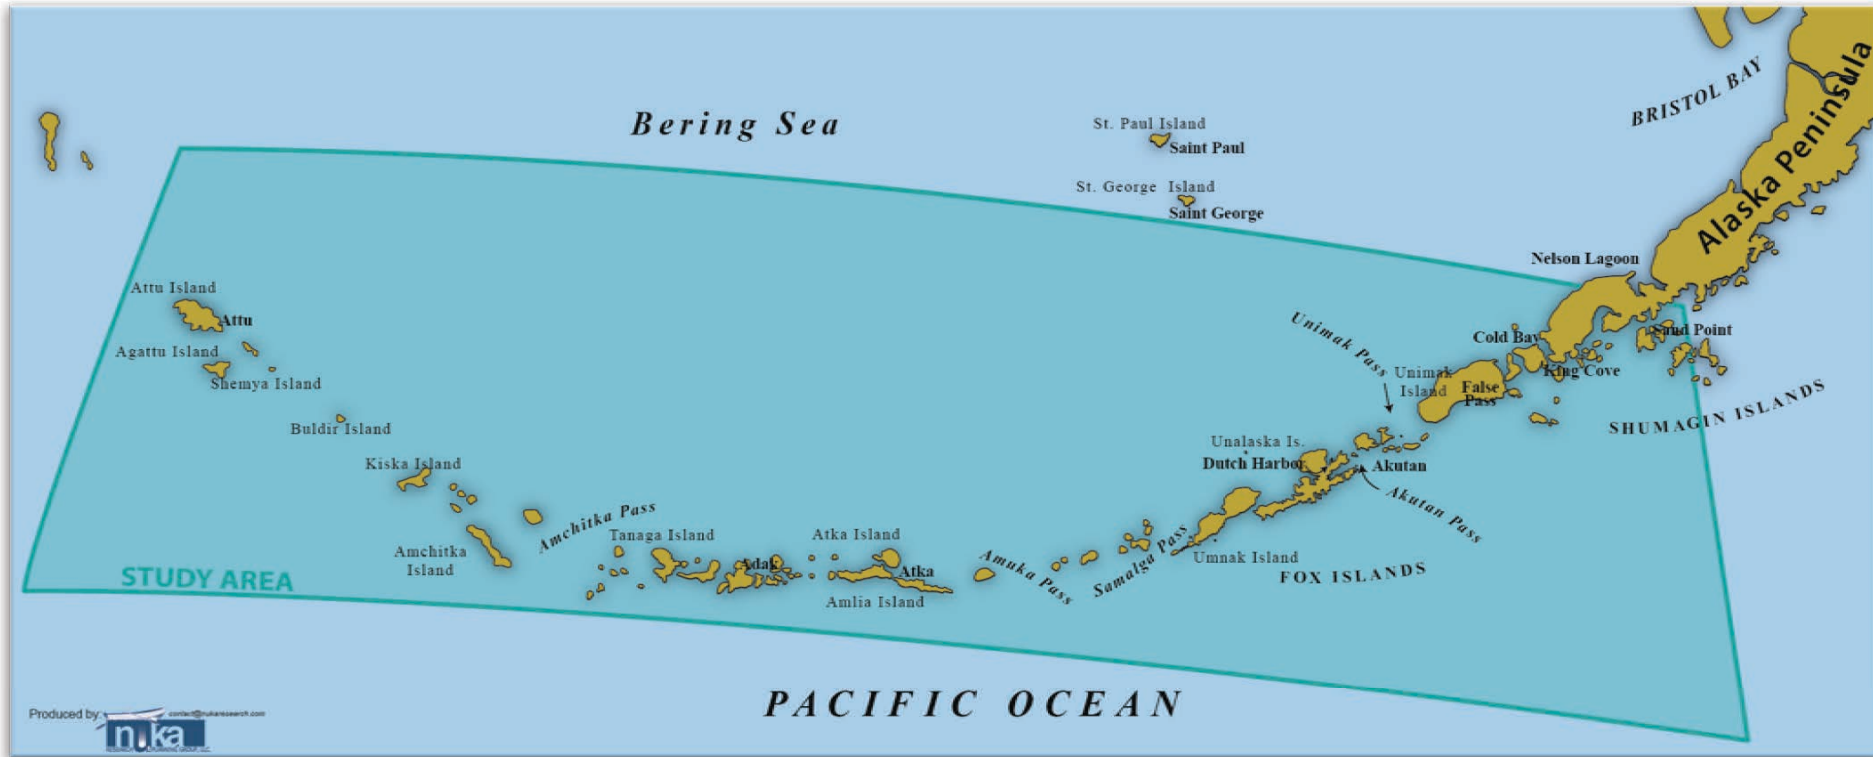 BRISTOL BAY
Alaska Peninsula
Bering Sea
St. Paul Island
Saint Paul
St. George Island
Saint George
Nelson Lagoon
Attu Island
Attu
Unimak Pass
Sand Point
Cold Bay
Agattu Island
Shemya Island
Unimak
Island
King Cove
False
Pass
SHUMAGIN ISLANDS
Buldir Island
Unalaska Is.
Kiska Island
Dutch Harbor
Akutan
Akutan Pass
Amchitka Pass
Tanaga Island
Atka Island
Amchitka
Island
Adak
Atka
Amuka Pass
Samalga Pass
Umnak Island
FOX ISLANDS
STUDY AREA
Amlia Island
PACIFIC OCEAN
Produced by:
contact@nukaresearch.com
nuka